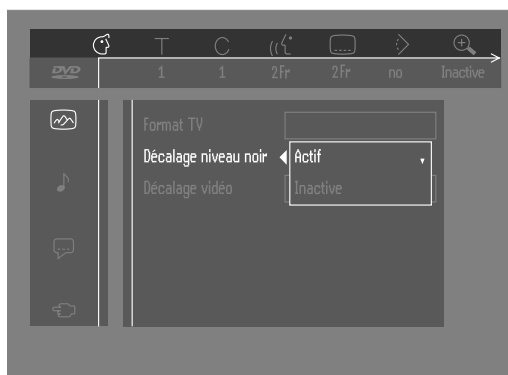 T C
DVD 1 1 2Fr 2Fr no Inactive
Format TV
Décalage niveau noir Actif
Décalage vidéo Inactive